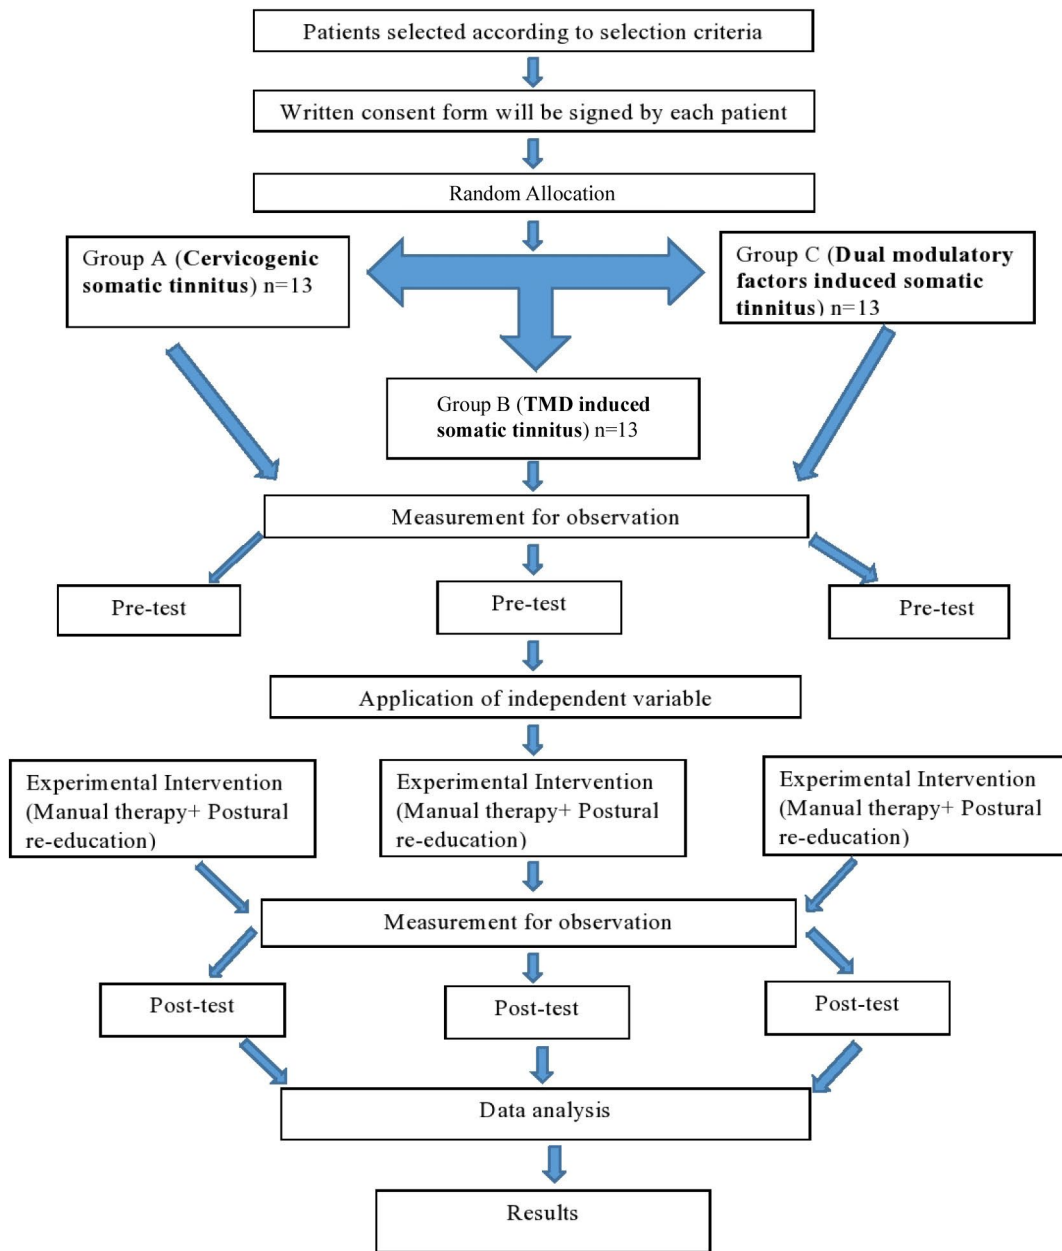 Patients selected according to selection criteria
Written consent form will be signed by each patient
Random Allocation
Group A (Cervicogenic
somatic tinnitus) n=13
Group C (Dual modulatory
factors induced somatic
tinnitus) n=13
Group B (TMD induced
somatic tinnitus) n=13
Measurement for observation
Pre-test
Pre-test
Pre-test
Application of independent variable
Experimental Intervention
(Manual therapy+ Postural
re-education)
Experimental Intervention
(Manual therapy+ Postural
re-education)
Experimental Intervention
(Manual therapy+ Postural
re-education)
Measurement for observation
Post-test
Post-test
Post-test
Data analysis
Results